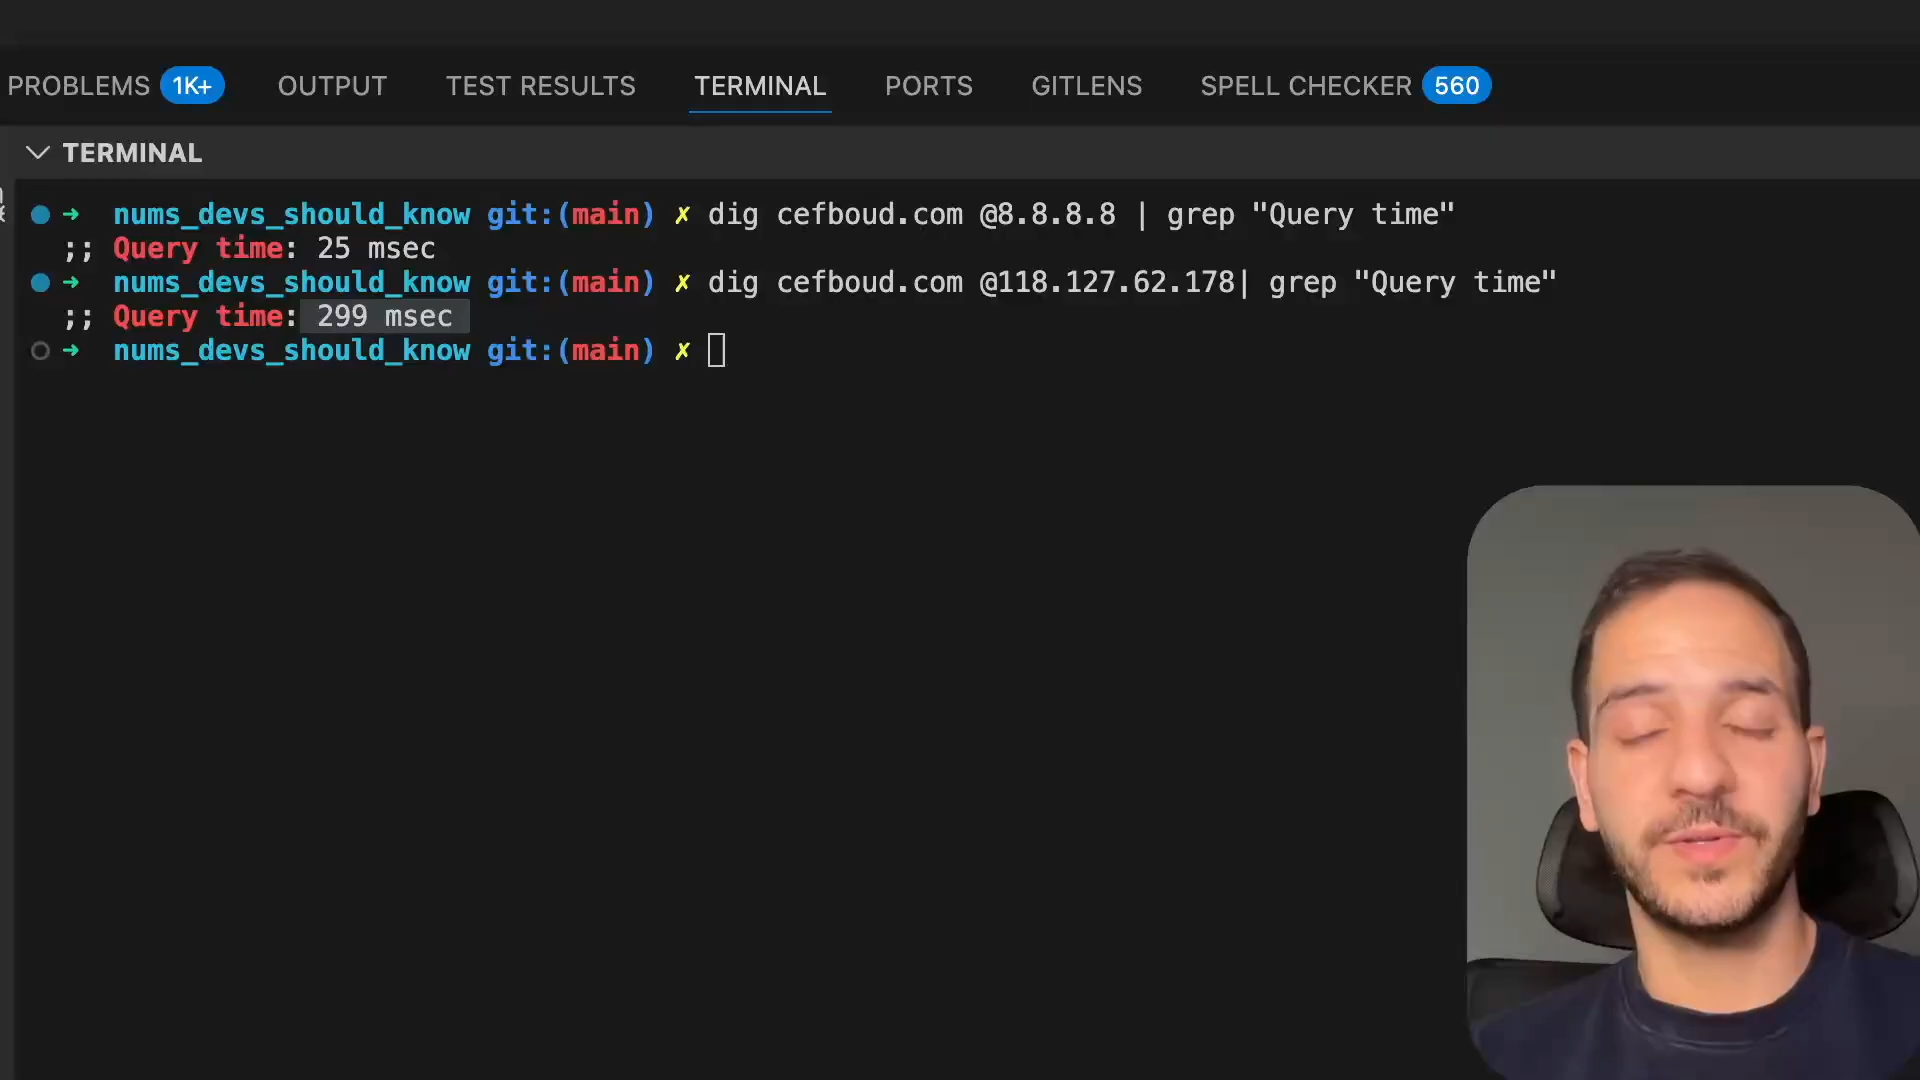 PROBLEMS 1K+ OUTPUT TEST RESULTS TERMINAL PORTS GITLENS SPELL CHECKER 560
TERMINAL
➜ nums_devs_should_know git:(main) ✗ dig cefboud.com @8.8.8.8 | grep "Query time"
;; Query time: 25 msec
➜ nums_devs_should_know git:(main) ✗ dig cefboud.com @118.127.62.178| grep "Query time"
;; Query time: 299 msec
➜ nums_devs_should_know git:(main) ✗